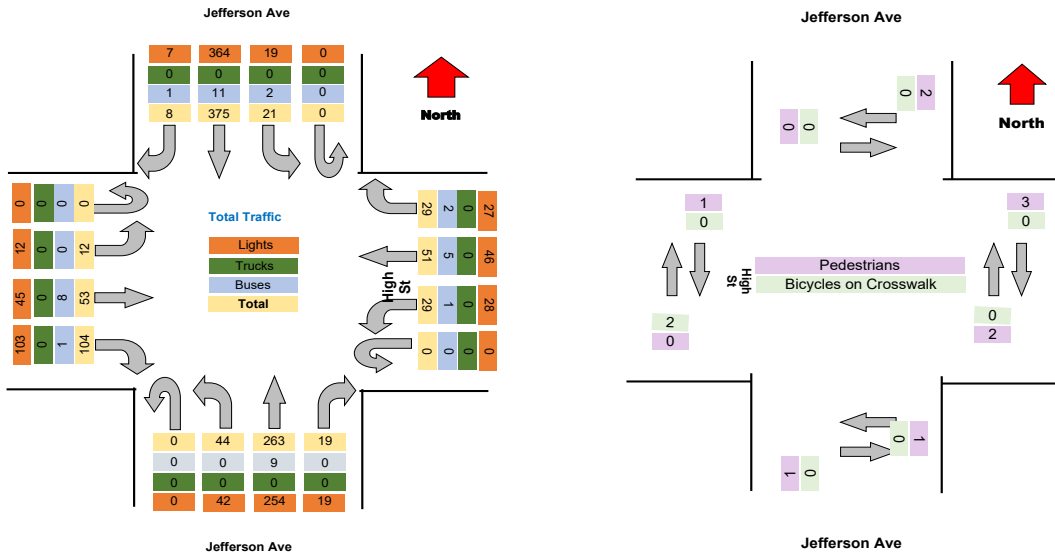 Jefferson Ave
7 364 19 0
0 0 0 0
1 11 2 0
8 375 21 0
North
0 0 0 0
12 0 0 12
45 0 8 53
103 0 1 104
Total Traffic
Lights
Trucks
Buses
Total
29 2 0 27
51 5 0 46
29 1 0 28
0 0 0 0
High
St
0 44 263 19
0 0 9 0
0 0 0 0
0 42 254 19
Jefferson Ave
Jefferson Ave
0 2
0 0
North
1
0
3
0
High
St
Pedestrians
Bicycles on Crosswalk
2
0
0
2
0 1
1 0
Jefferson Ave